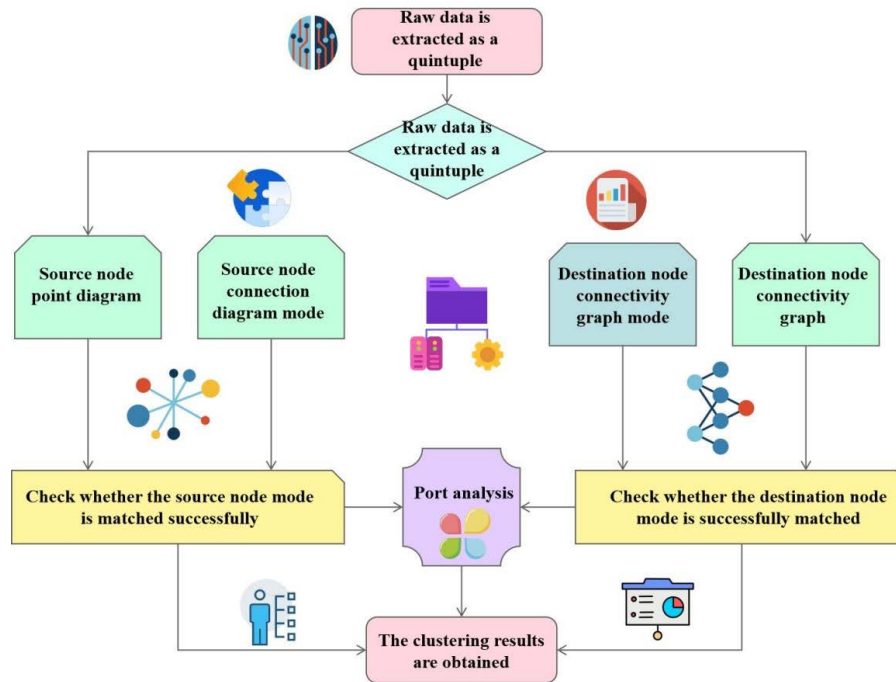 Raw data is
extracted as a
quintuple
Raw data is
extracted as a
quintuple
Source node
point diagram
Source node
connection
diagram mode
Destination node
connectivity
graph mode
Destination node
connectivity
graph
Check whether the source node mode
is matched successfully
Port analysis
Check whether the destination node
mode is successfully matched
The clustering results
are obtained